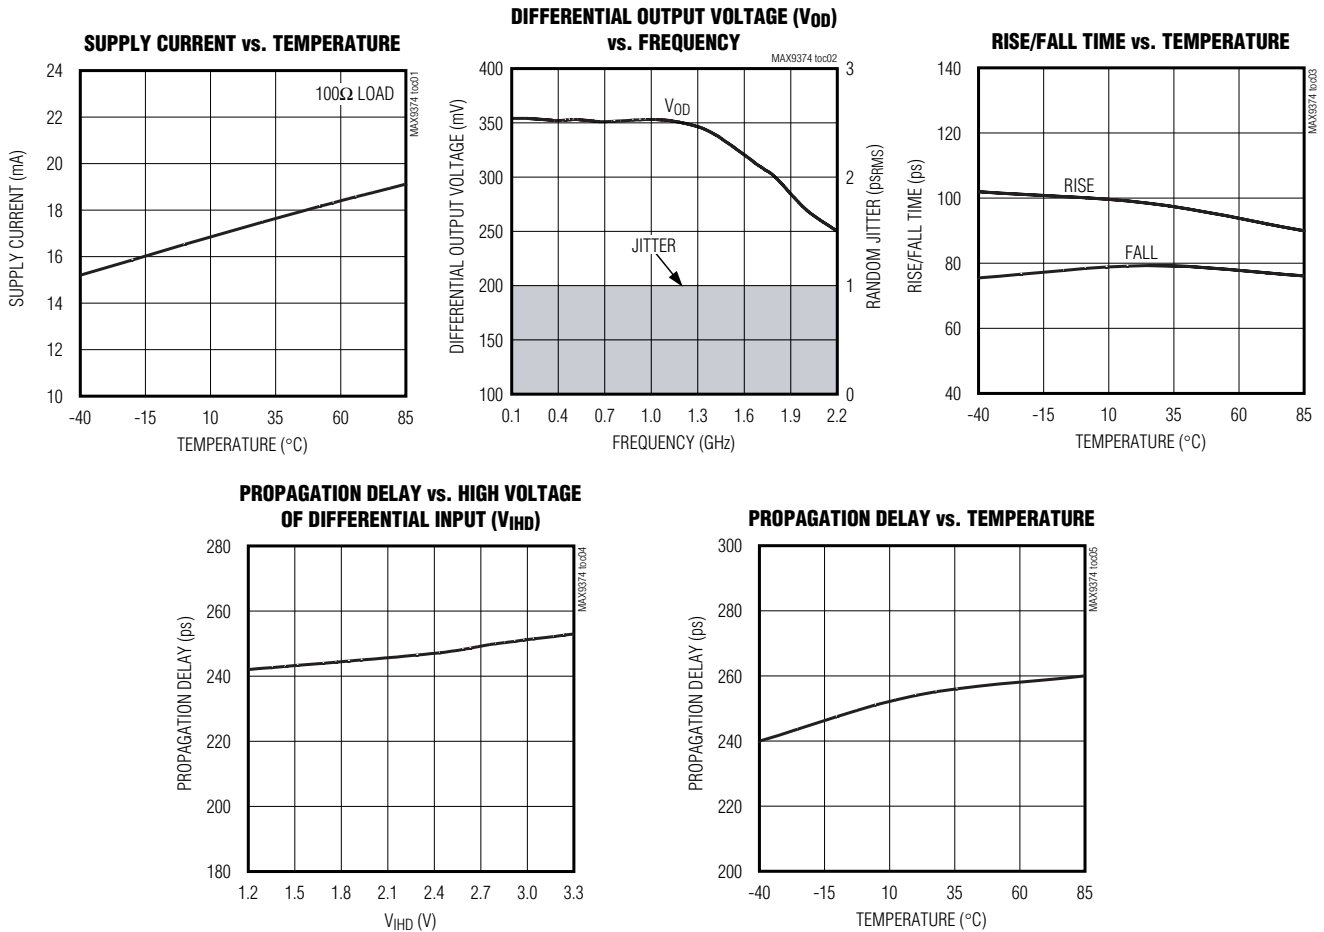 SUPPLY CURRENT vs. TEMPERATURE
24
22
20
18
16
14
12
10
SUPPLY CURRENT (mA)
100Ω LOAD
MAX9374 toc01
-40 -15 10 35 60 85
TEMPERATURE (°C)
DIFFERENTIAL OUTPUT VOLTAGE (VOD)
vs. FREQUENCY
MAX9374 toc02
400
350
300
250
200
150
100
DIFFERENTIAL OUTPUT VOLTAGE (mV)
VOD
JITTER
3
2
1
0
RANDOM JITTER (psRMS)
0.1 0.4 0.7 1.0 1.3 1.6 1.9 2.2
FREQUENCY (GHz)
RISE/FALL TIME vs. TEMPERATURE
140
120
100
80
60
40
RISE/FALL TIME (ps)
RISE
FALL
MAX9374 toc03
-40 -15 10 35 60 85
TEMPERATURE (°C)
PROPAGATION DELAY vs. HIGH VOLTAGE
OF DIFFERENTIAL INPUT (VIHD)
280
260
240
220
200
180
PROPAGATION DELAY (ps)
MAX9374 toc04
1.2 1.5 1.8 2.1 2.4 2.7 3.0 3.3
VIHD (V)
PROPAGATION DELAY vs. TEMPERATURE
300
280
260
240
220
200
PROPAGATION DELAY (ps)
MAX9374 toc05
-40 -15 10 35 60 85
TEMPERATURE (°C)